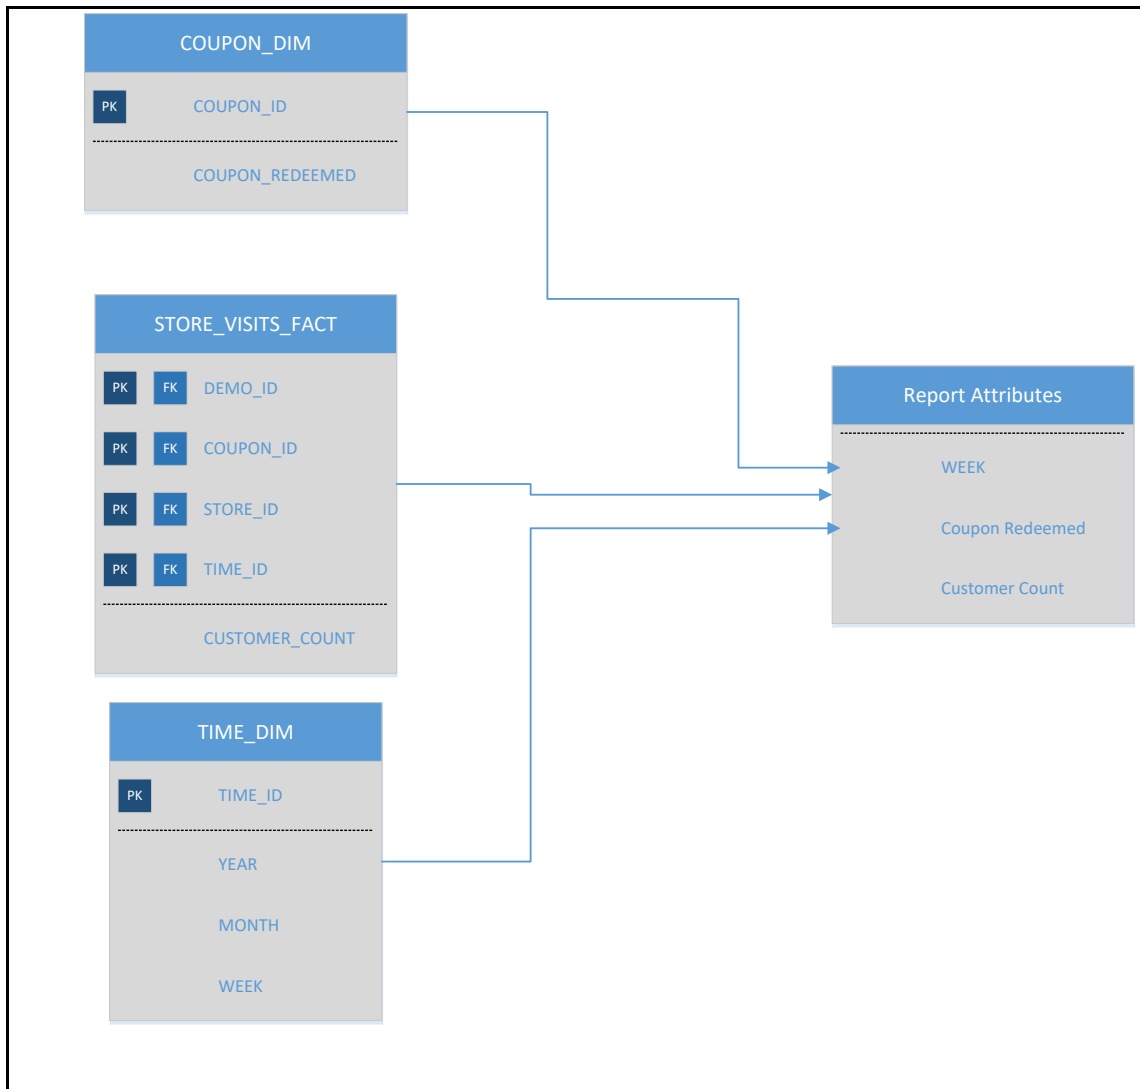 COUPON_DIM
PK COUPON_ID
COUPON_REDEEMED
STORE_VISITS_FACT
PK FK DEMO_ID
PK FK COUPON_ID
PK FK STORE_ID
PK FK TIME_ID
CUSTOMER_COUNT
TIME_DIM
PK TIME_ID
YEAR
MONTH
WEEK
Report Attributes
WEEK
Coupon Redeemed
Customer Count